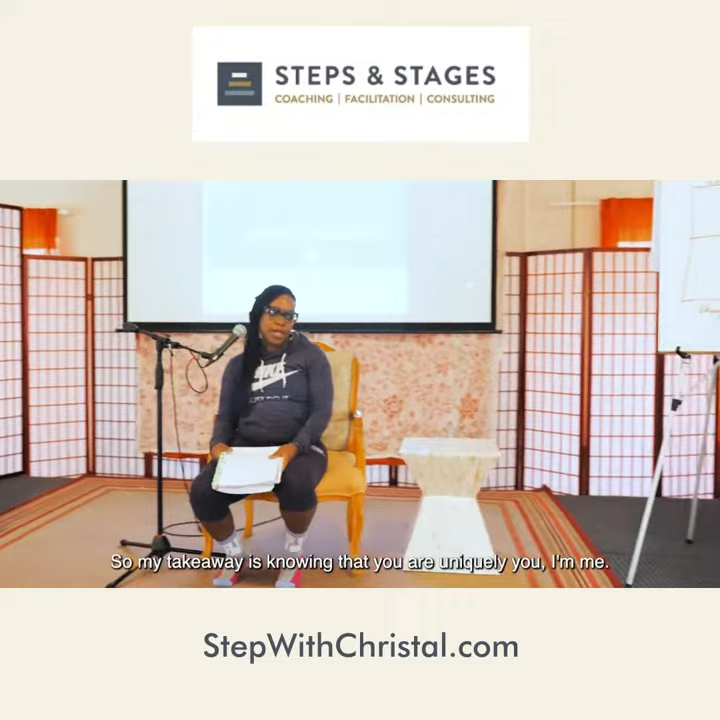 STEPS & STAGES
COACHING | FACILITATION | CONSULTING
So my takeaway is knowing that you are uniquely you, I'm me.
StepWithChristal.com